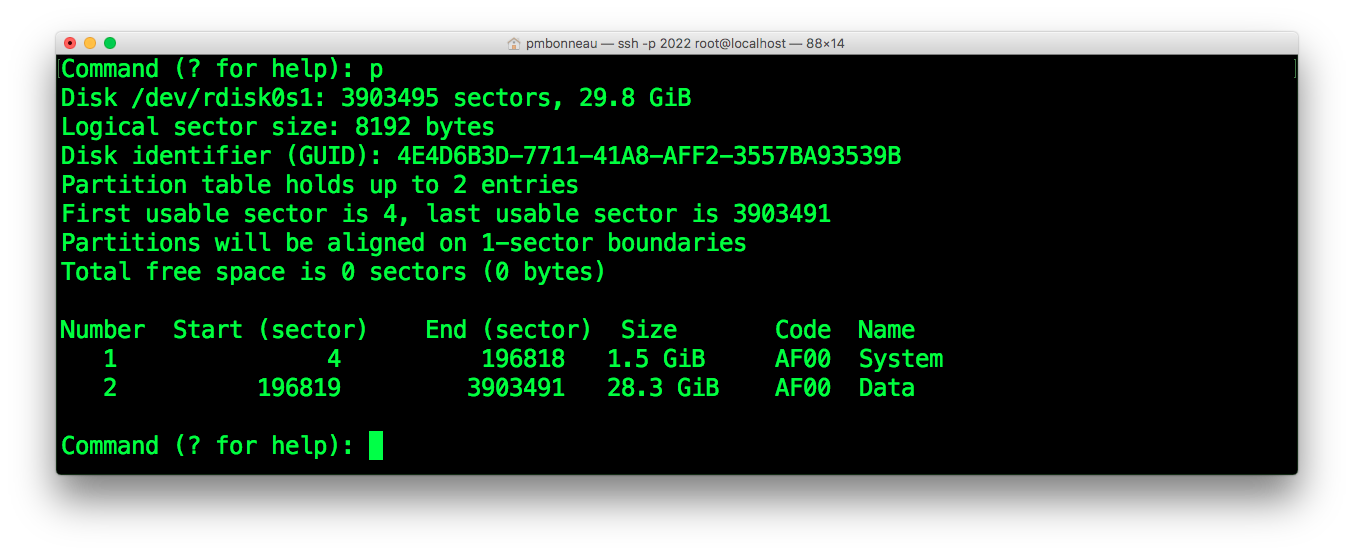 pmbonneau — ssh -p 2022 root@localhost — 88×14
Command (? for help): p
Disk /dev/rdisk0s1: 3903495 sectors, 29.8 GiB
Logical sector size: 8192 bytes
Disk identifier (GUID): 4E4D6B3D-7711-41A8-AFF2-3557BA93539B
Partition table holds up to 2 entries
First usable sector is 4, last usable sector is 3903491
Partitions will be aligned on 1-sector boundaries
Total free space is 0 sectors (0 bytes)
Number  Start (sector)    End (sector)  Size       Code  Name
   1               4          196818   1.5 GiB     AF00  System
   2          196819         3903491   28.3 GiB    AF00  Data
Command (? for help):